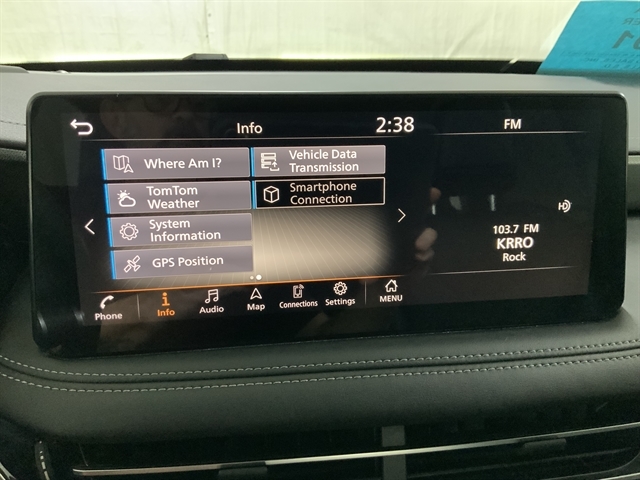 Info
2:38
FM
Where Am I?
Vehicle Data
Transmission
TomTom
Weather
Smartphone
Connection
System
Information
GPS Position
HD
103.7 FM
KRRO
Rock
Phone
Info
Audio
Map
Connections
Settings
MENU